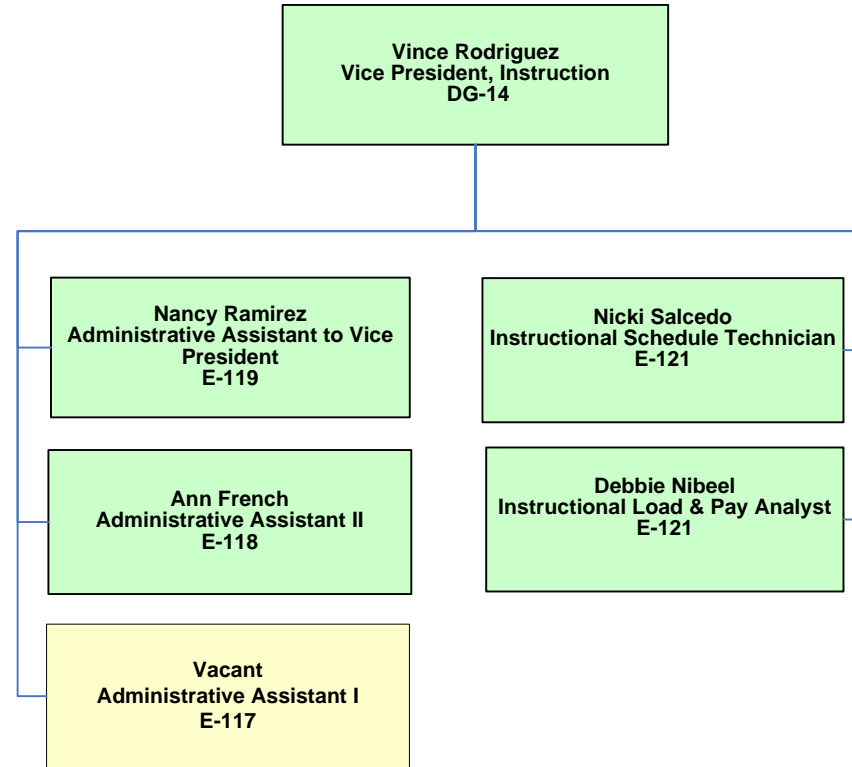 Vince Rodriguez
Vice President, Instruction
DG-14
Nancy Ramirez
Administrative Assistant to Vice
President
E-119
Nicki Salcedo
Instructional Schedule Technician
E-121
Ann French
Administrative Assistant II
E-118
Debbie Nibeel
Instructional Load & Pay Analyst
E-121
Vacant
Administrative Assistant I
E-117